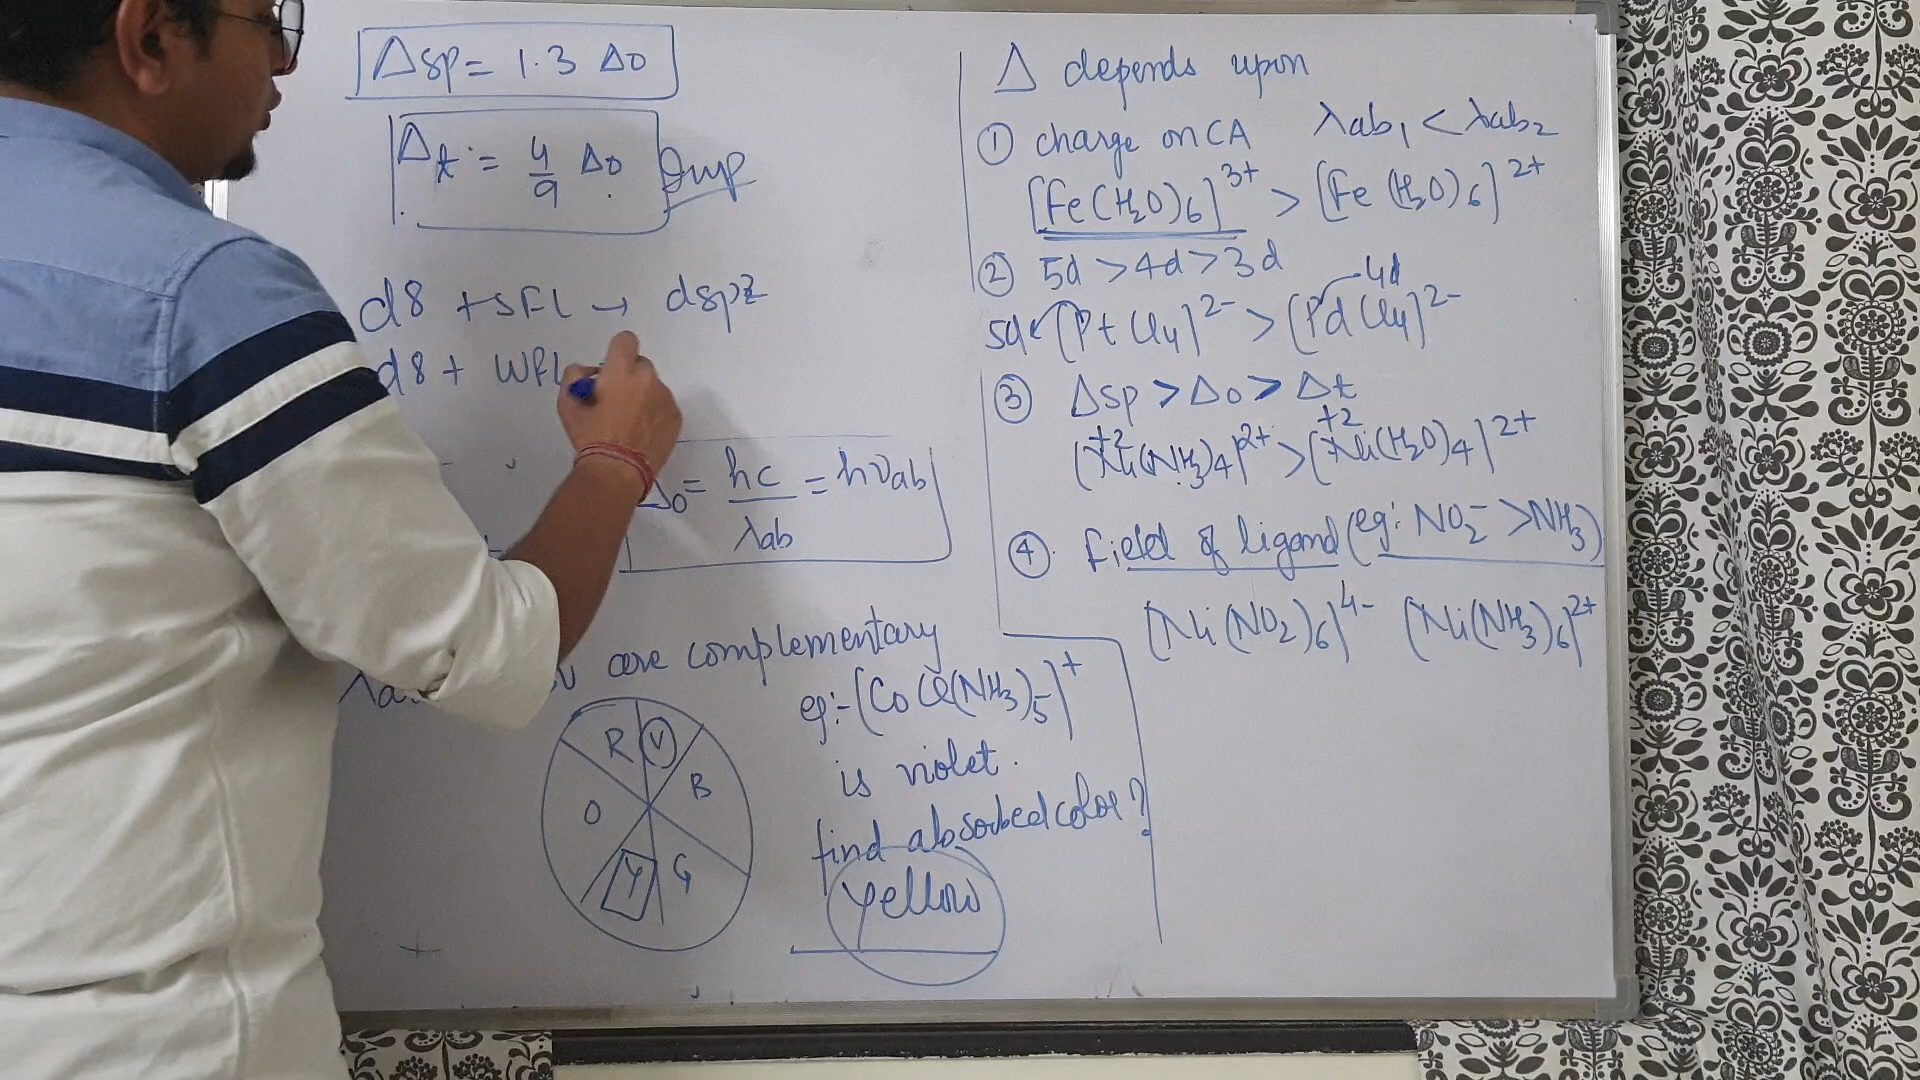 Δsp = 1.3 Δo
Δt = 4/9 Δo Imp
d8 + SFL → dsp2
d8 + WFL
Δo = hc/λab = hνab
are complementary
R V B G Y O
eg:- [CoCl(NH3)5]+
is violet.
find absorbed color?
Yellow
Δ depends upon
① charge on CA λab1 < λab2
[Fe(H2O)6]3+ > [Fe(H2O)6]2+
② 5d > 4d > 3d
4d
5d [PtCl4]2- > [PdCl4]2-
③ Δsp > Δo > Δt
+2 +2
[Ni(NH3)4]2+ > [Ni(H2O)4]2+
④. Field of ligand (eg: NO2- > NH3)
[Ni(NO2)6]4- [Ni(NH3)6]2+